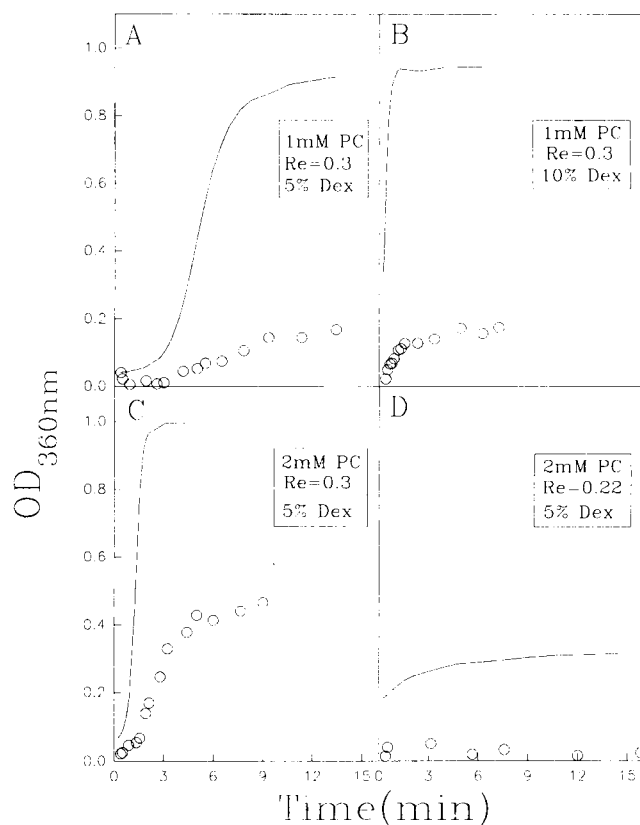 A
B
1.0
0.8
0.6
0.4
0.2
0.0
1mM PC
Re=0.3
5% Dex
1mM PC
Re=0.3
10% Dex
C
D
1.0
0.8
0.6
0.4
0.2
0.0
2mM PC
Re=0.3
5% Dex
2mM PC
Re-0.22
5% Dex
OD360nm
0 3 6 9 12 15
3 6 9 12 15
Time(min)